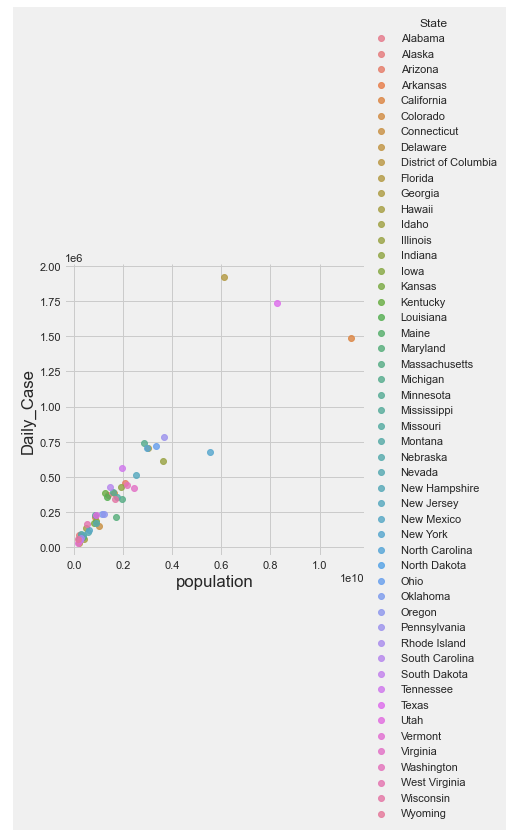 State
Alabama
Alaska
Arizona
Arkansas
California
Colorado
Connecticut
Delaware
District of Columbia
Florida
Georgia
Hawaii
Idaho
Illinois
Indiana
Iowa
Kansas
Kentucky
Louisiana
Maine
Maryland
Massachusetts
Michigan
Minnesota
Mississippi
Missouri
Montana
Nebraska
Nevada
New Hampshire
New Jersey
New Mexico
New York
North Carolina
North Dakota
Ohio
Oklahoma
Oregon
Pennsylvania
Rhode Island
South Carolina
South Dakota
Tennessee
Texas
Utah
Vermont
Virginia
Washington
West Virginia
Wisconsin
Wyoming
1e6
2.00
1.75
1.50
1.25
1.00
0.75
0.50
0.25
0.00
Daily_Case
0.0 0.2 0.4 0.6 0.8 1.0
1e10
population